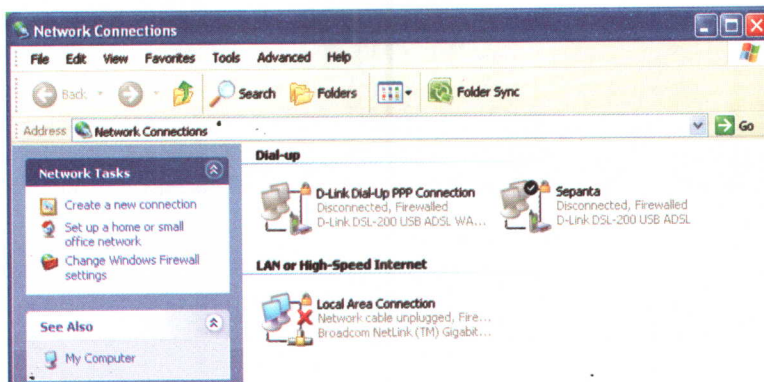 Network Connections
File Edit View Favorites Tools Advanced Help
Back Search Folders Folder Sync
Address Network Connections Go
Network Tasks
Create a new connection
Set up a home or small
office network
Change Windows Firewall
settings
See Also
My Computer
Dial-up
D-Link Dial-Up PPP Connection
Disconnected, Firewalled
D-Link DSL-200 USB ADSL WA...
Sepanta
Disconnected, Firewalled
D-Link DSL-200 USB ADSL
LAN or High-Speed Internet
Local Area Connection
Network cable unplugged, Fire...
Broadcom NetLink (TM) Gigabit...